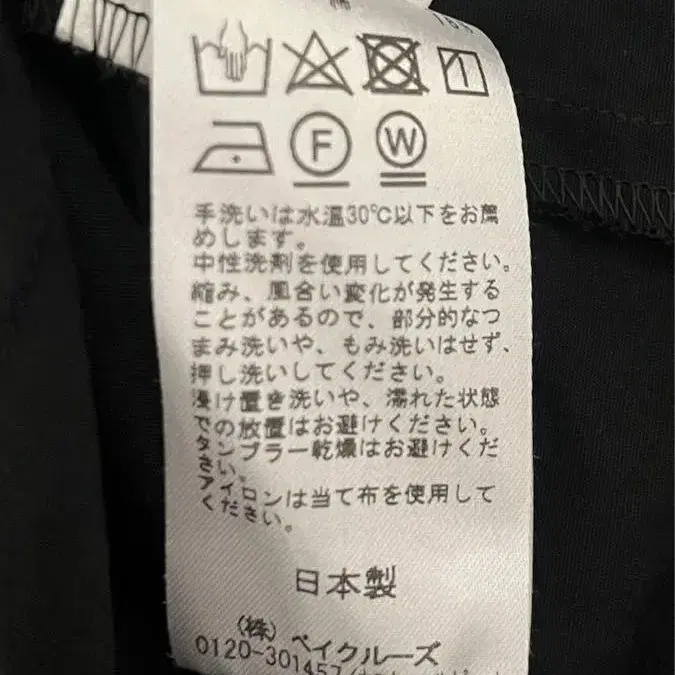 F
W
手洗いは水温30℃以下をお薦
めします。
中性洗剤を使用してください。
縮み、風合い変化が発生する
ことがあるので、部分的なつ
まみ洗いや、もみ洗いはせず、
押し洗いしてください。
浸け置き洗いや、濡れた状態
での放置はお避けください。
タンブラー乾燥はお避けくだ
さい。
アイロンは当て布を使用して
ください。
日本製
(株) ベイクルーズ
0120-301457